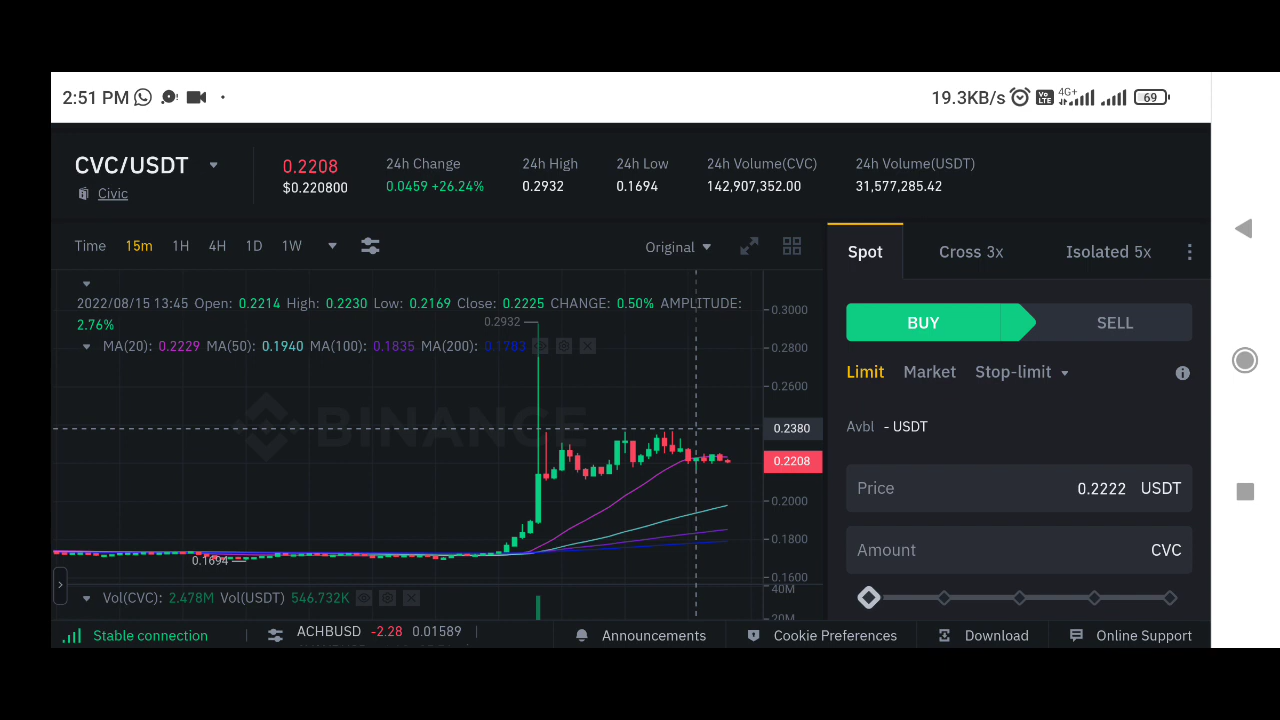 2:51 PM
19.3KB/s Vo LTE 4G+ 69
CVC/USDT
Civic
0.2208
$0.220800
24h Change
0.0459 +26.24%
24h High
0.2932
24h Low
0.1694
24h Volume(CVC)
142,907,352.00
24h Volume(USDT)
31,577,285.42
Time 15m 1H 4H 1D 1W
Original
2022/08/15 13:45 Open: 0.2214 High: 0.2230 Low: 0.2169 Close: 0.2225 CHANGE: 0.50% AMPLITUDE:
2.76%
0.2932
MA(20): 0.2229 MA(50): 0.1940 MA(100): 0.1835 MA(200): 0.1783
BINANCE
0.1694
0.3000
0.2800
0.2600
0.2380
0.2208
0.2000
0.1800
0.1600
40M
20M
Vol(CVC): 2.478M Vol(USDT) 546.732K
Spot Cross 3x Isolated 5x
BUY SELL
Limit Market Stop-limit
Avbl - USDT
Price 0.2222 USDT
Amount CVC
Stable connection
ACHBUSD -2.28 0.01589
Announcements Cookie Preferences Download Online Support